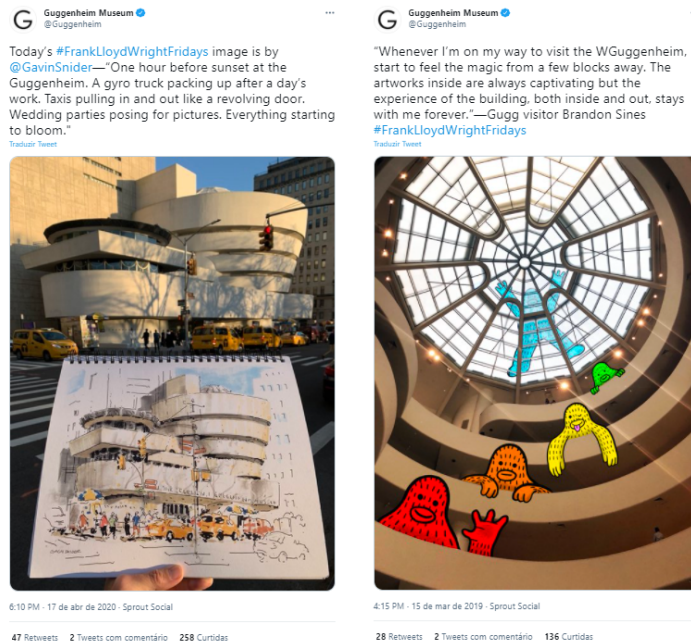 Guggenheim Museum
@Guggenheim
Today's #FrankLloydWrightFridays image is by
@GavinSnider—"One hour before sunset at the
Guggenheim. A gyro truck packing up after a day's
work. Taxis pulling in and out like a revolving door.
Wedding parties posing for pictures. Everything starting
to bloom."
Traduzir Tweet
6:10 PM · 17 de abr de 2020 · Sprout Social
47 Retweets 2 Tweets com comentário 258 Curtidas
Guggenheim Museum
@Guggenheim
"Whenever I'm on my way to visit the WGuggenheim,
start to feel the magic from a few blocks away. The
artworks inside are always captivating but the
experience of the building, both inside and out, stays
with me forever."—Gugg visitor Brandon Sines
#FrankLloydWrightFridays
Traduzir Tweet
4:15 PM · 15 de mar de 2019 · Sprout Social
28 Retweets 2 Tweets com comentário 136 Curtidas